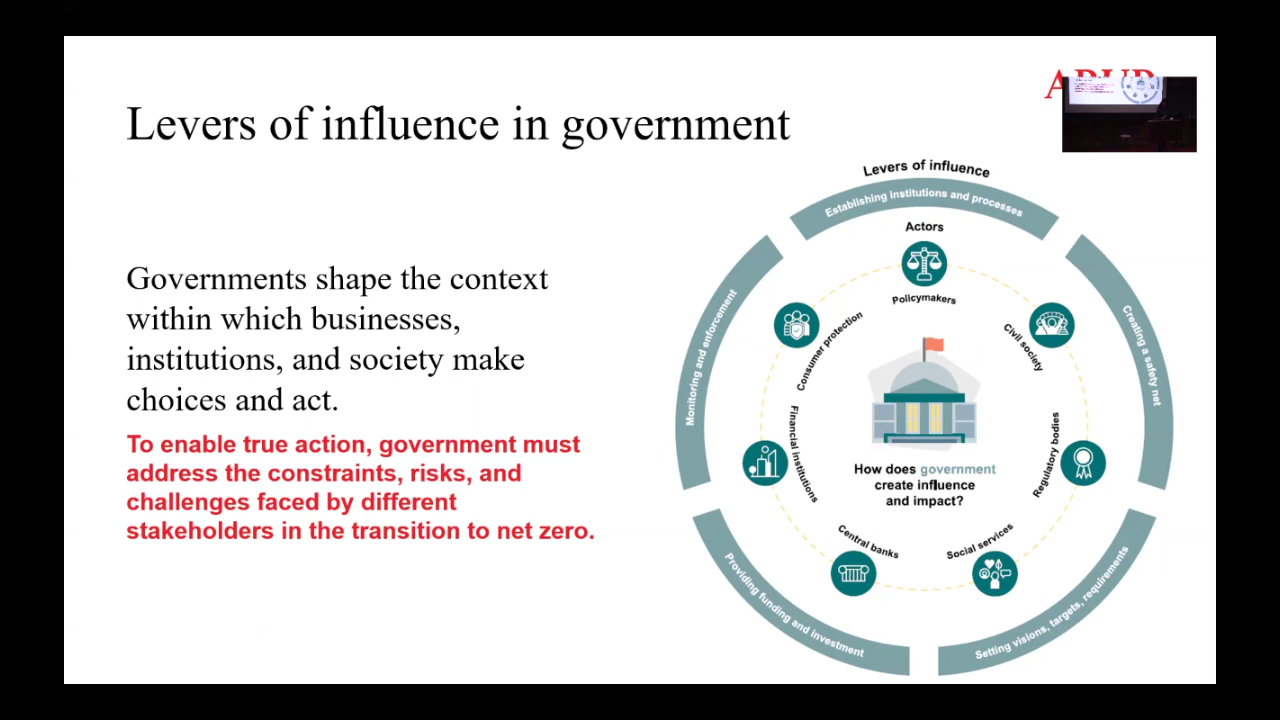 Levers of influence in government
Governments shape the context
within which businesses,
institutions, and society make
choices and act.
To enable true action, government must
address the constraints, risks, and
challenges faced by different
stakeholders in the transition to net zero.
Levers of influence
Establishing institutions and processes
Creating a safety net
Setting visions, targets, requirements
Providing funding and investment
Monitoring and enforcement
Actors
Policymakers
Civil society
Regulatory bodies
Social services
Central banks
Financial institutions
Consumer protection
How does government
create influence
and impact?